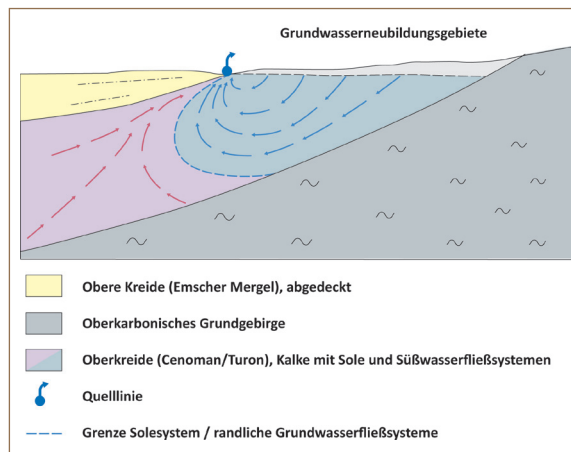 Grundwasserneubildungsgebiete
Obere Kreide (Emscher Mergel), abgedeckt
Oberkarbonisches Grundgebirge
Oberkreide (Cenoman/Turon), Kalke mit Sole und Süßwasserfließsystemen
Quelllinie
Grenze Solesystem / randliche Grundwasserfließsysteme